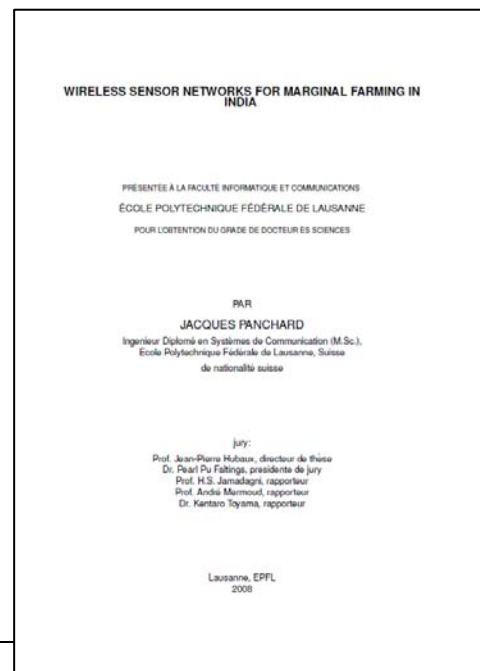 WIRELESS SENSOR NETWORKS FOR MARGINAL FARMING IN
INDIA
PRÉSENTÉE À LA FACULTÉ INFORMATIQUE ET COMMUNICATIONS
ÉCOLE POLYTECHNIQUE FÉDÉRALE DE LAUSANNE
POUR L'OBTENTION DU GRADE DE DOCTEUR ÈS SCIENCES
PAR
JACQUES PANCHARD
Ingenieur Diplomé en Systèmes de Communication (M.Sc.),
Ecole Polytechnique Fédérale de Lausanne, Suisse
de nationalité suisse
jury:
Prof. Jean-Pierre Hubaux, directeur de thèse
Dr. Pearl Pu Faltings, presidente de jury
Prof. H.S. Jamadagni, rapporteur
Prof. André Mermoud, rapporteur
Dr. Kentaro Toyama, rapporteur
Lausanne, EPFL
2008